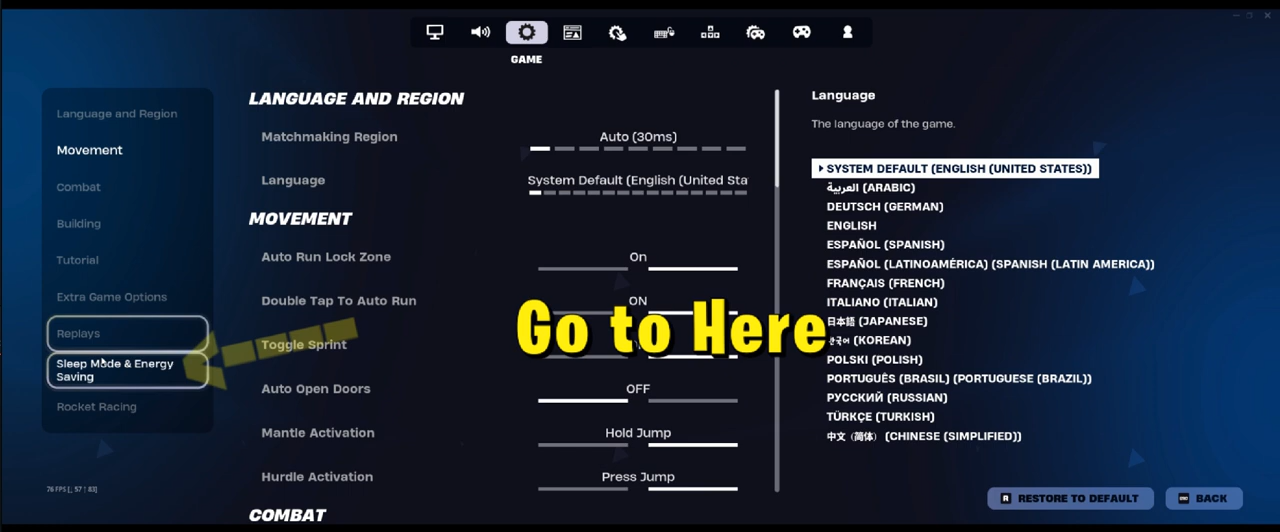 GAME
Language and Region
Movement
Combat
Building
Tutorial
Extra Game Options
Replays
Sleep Mode & Energy
Saving
Rocket Racing
LANGUAGE AND REGION
Matchmaking Region
Auto (30ms)
Language
System Default (English (United Sta
MOVEMENT
Auto Run Lock Zone
On
Double Tap To Auto Run
ON
Toggle Sprint
Auto Open Doors
OFF
Mantle Activation
Hold Jump
Hurdle Activation
Press Jump
COMBAT
Go to Here
Language
The language of the game.
SYSTEM DEFAULT (ENGLISH (UNITED STATES))
العربية (ARABIC)
DEUTSCH (GERMAN)
ENGLISH
ESPAÑOL (SPANISH)
ESPAÑOL (LATINOAMÉRICA) (SPANISH (LATIN AMERICA))
FRANÇAIS (FRENCH)
ITALIANO (ITALIAN)
日本語 (JAPANESE)
한국어 (KOREAN)
POLSKI (POLISH)
PORTUGUÊS (BRASIL) (PORTUGUESE (BRAZIL))
РУССКИЙ (RUSSIAN)
TÜRKÇE (TURKISH)
中文（简体） (CHINESE (SIMPLIFIED))
76 FPS [↓ 57 ↑ 83]
R RESTORE TO DEFAULT
BACK